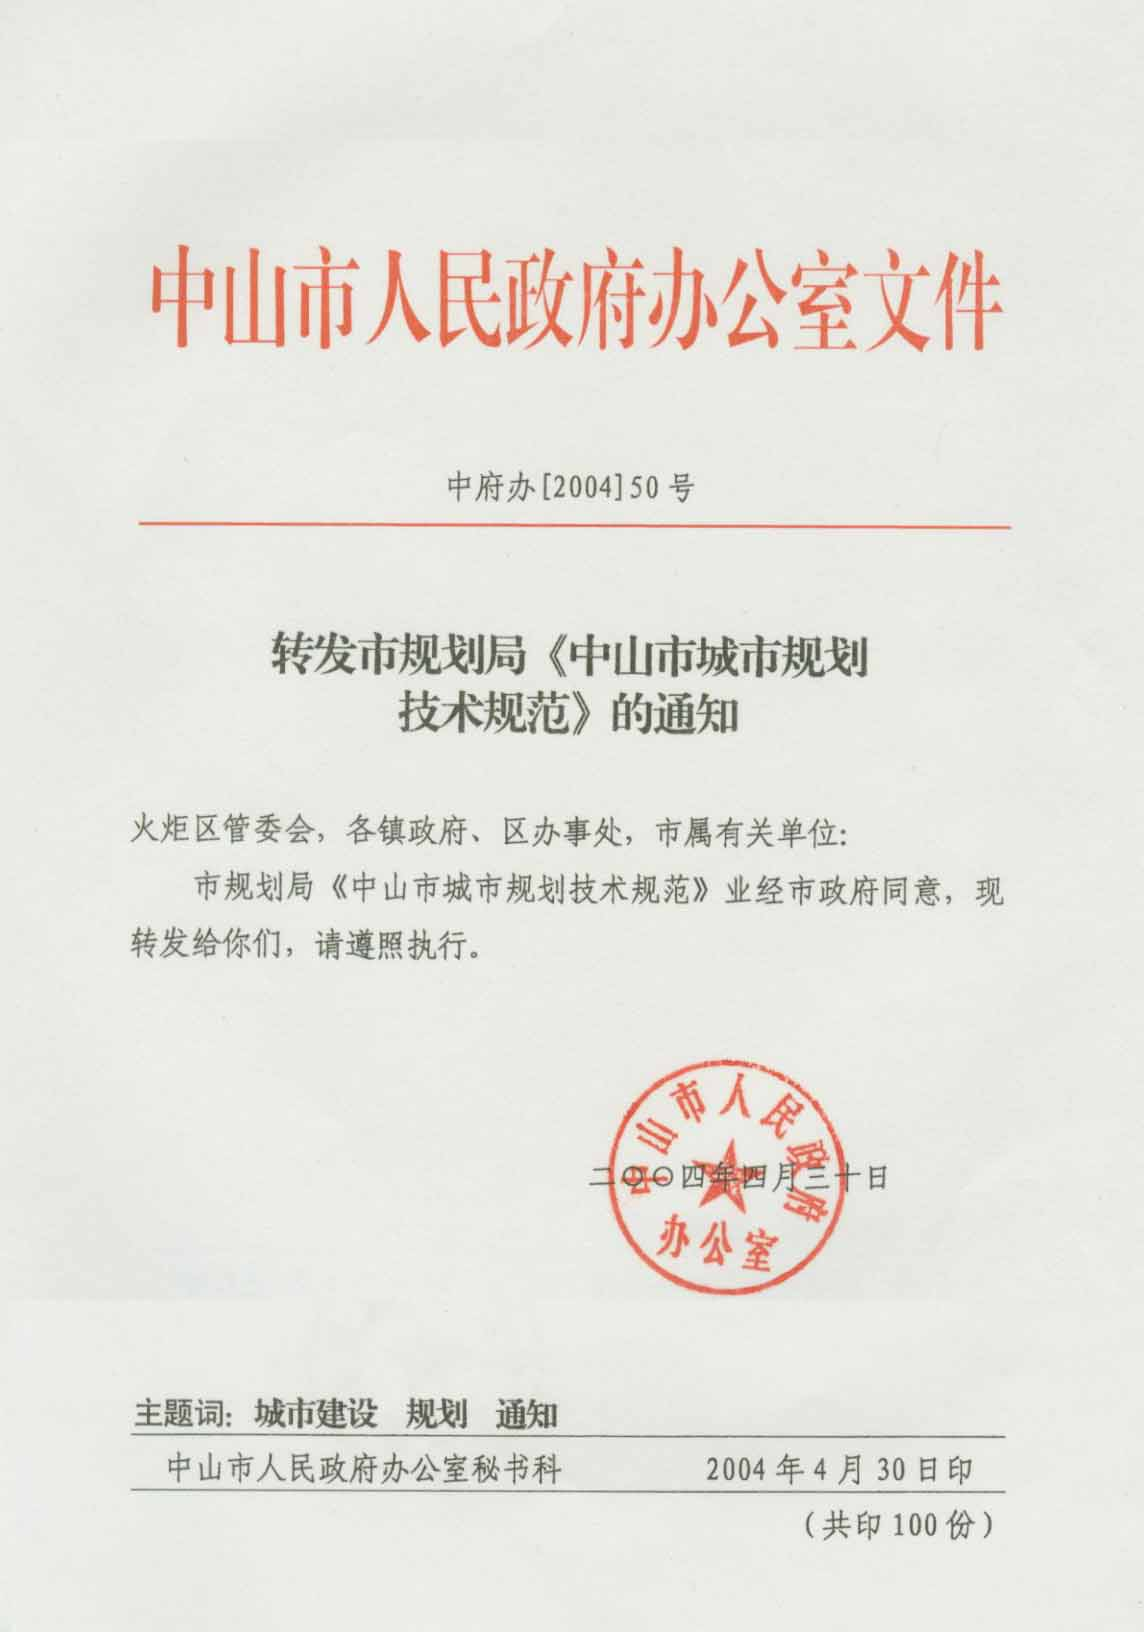 中山市人民政府办公室文件
中府办[2004]50号
转发市规划局《中山市城市规划
技术规范》的通知
火炬区管委会，各镇政府、区办事处，市属有关单位：
市规划局《中山市城市规划技术规范》业经市政府同意，现
转发给你们，请遵照执行。
中山市人民政府
二〇〇四年四月三十日
办公室
主题词：城市建设 规划 通知
中山市人民政府办公室秘书科 2004年4月30日印
（共印100份）